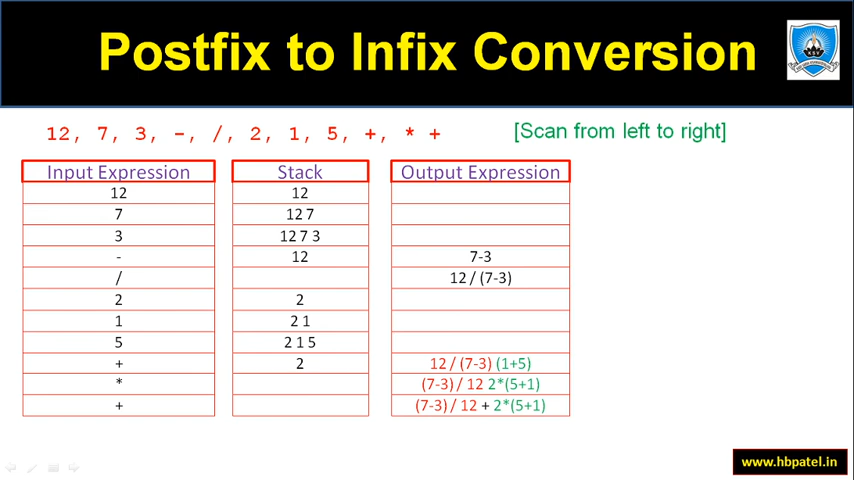 Postfix to Infix Conversion
12, 7, 3, -, /, 2, 1, 5, +, * +
[Scan from left to right]
Input Expression Stack Output Expression
12 12
7 12 7
3 12 7 3
- 12 7-3
/ 12 / (7-3)
2 2
1 2 1
5 2 1 5
+ 2 12 / (7-3) (1+5)
* (7-3) / 12 2*(5+1)
+ (7-3) / 12 + 2*(5+1)
www.hbpatel.in